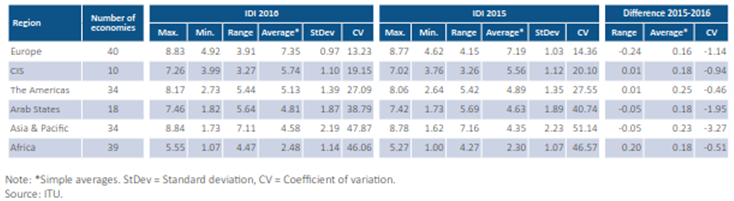 Region Number of economies IDI 2016 IDI 2015 Difference 2015-2016
Max. Min. Range Average* StDev CV Max. Min. Range Average* StDev CV Range Average* CV
Europe 40 8.83 4.92 3.91 7.35 0.97 13.23 8.77 4.62 4.15 7.19 1.03 14.36 -0.24 0.16 -1.14
CIS 10 7.26 3.99 3.27 5.74 1.10 19.15 7.02 3.76 3.26 5.56 1.12 20.10 0.01 0.18 -0.94
The Americas 34 8.17 2.73 5.44 5.13 1.39 27.09 8.06 2.64 5.42 4.89 1.35 27.55 0.01 0.25 -0.46
Arab States 18 7.46 1.82 5.64 4.81 1.87 38.79 7.42 1.73 5.69 4.63 1.89 40.74 -0.05 0.18 -1.95
Asia & Pacific 34 8.84 1.73 7.11 4.58 2.19 47.87 8.78 1.62 7.16 4.35 2.23 51.14 -0.05 0.23 -3.27
Africa 39 5.55 1.07 4.47 2.48 1.14 46.06 5.27 1.00 4.27 2.30 1.07 46.57 0.20 0.18 -0.51
Note: *Simple averages. StDev = Standard deviation, CV = Coefficient of variation.
Source: ITU.